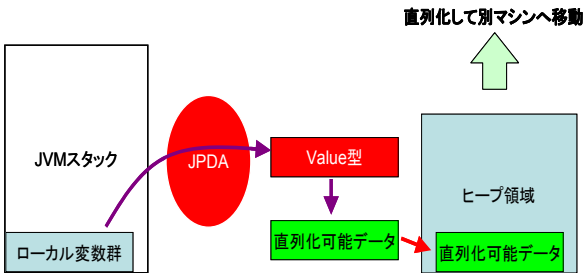 直列化して別マシンへ移動
JVMスタック
JPDA
Value型
ヒープ領域
ローカル変数群
直列化可能データ
直列化可能データ